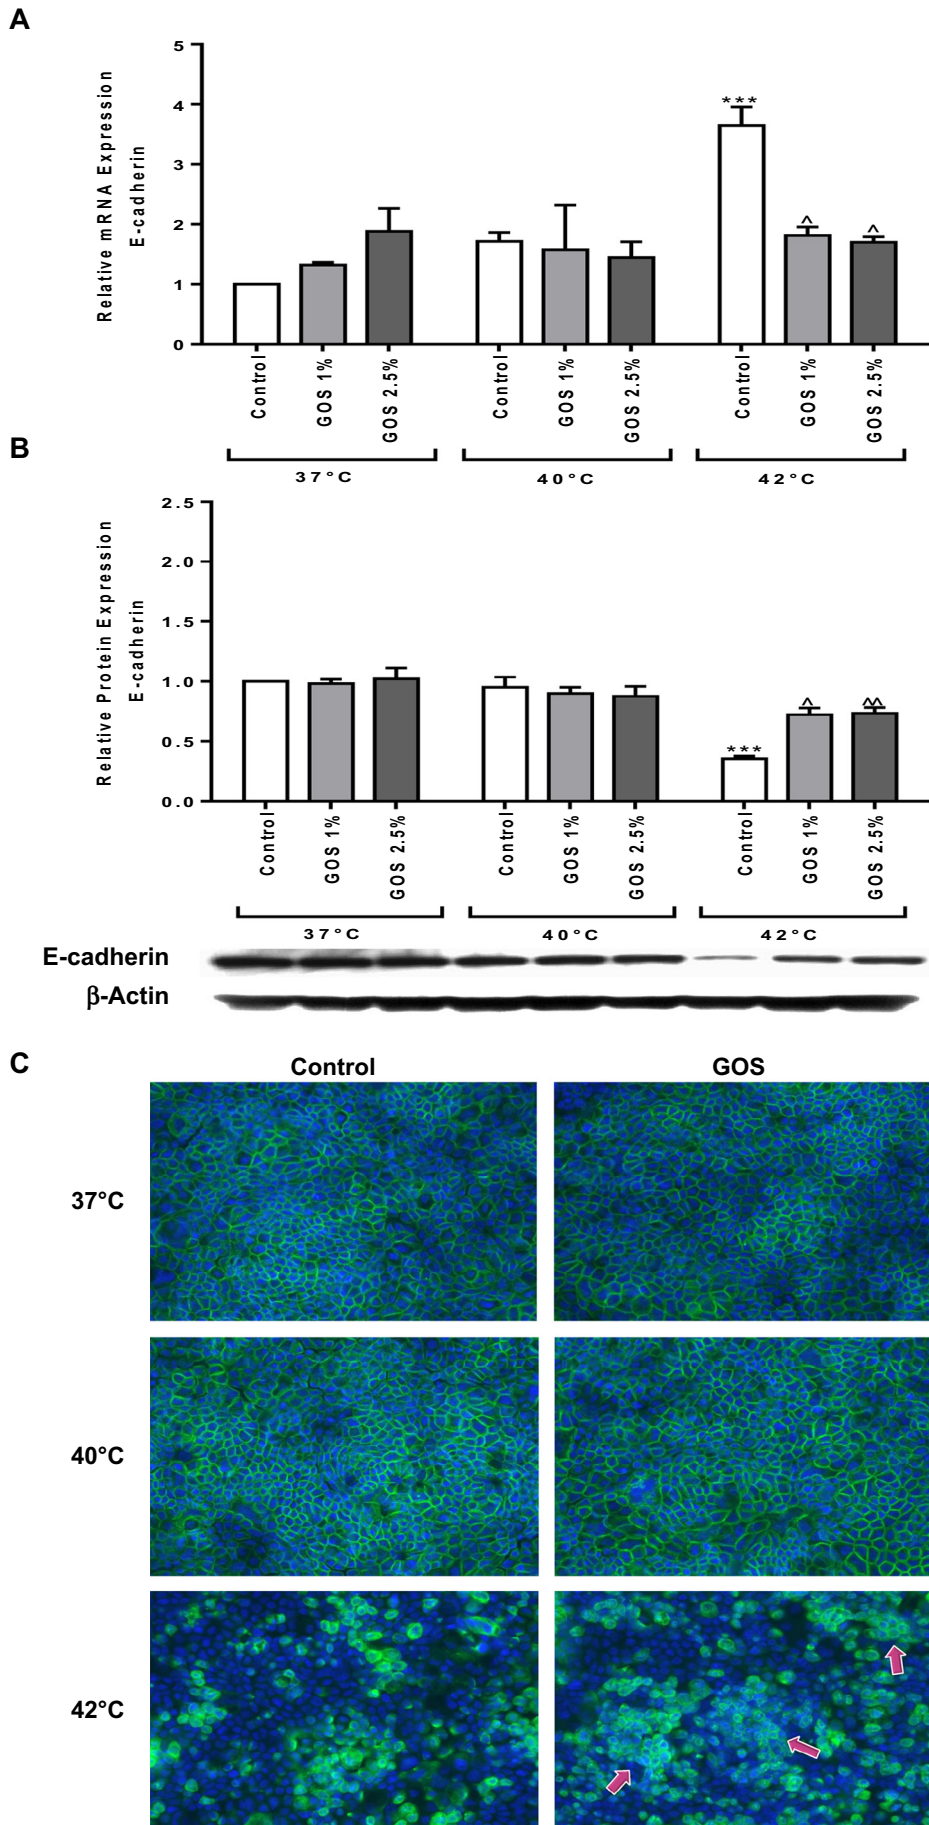 A
Relative mRNA Expression
E-cadherin
5
4
3
2
1
0
***
^
^
Control
GOS 1%
GOS 2.5%
Control
GOS 1%
GOS 2.5%
Control
GOS 1%
GOS 2.5%
37°C
40°C
42°C
B
Relative Protein Expression
E-cadherin
2.5
2.0
1.5
1.0
0.5
0.0
***
^
^^
Control
GOS 1%
GOS 2.5%
Control
GOS 1%
GOS 2.5%
Control
GOS 1%
GOS 2.5%
37°C
40°C
42°C
E-cadherin
β-Actin
C
Control
GOS
37°C
40°C
42°C